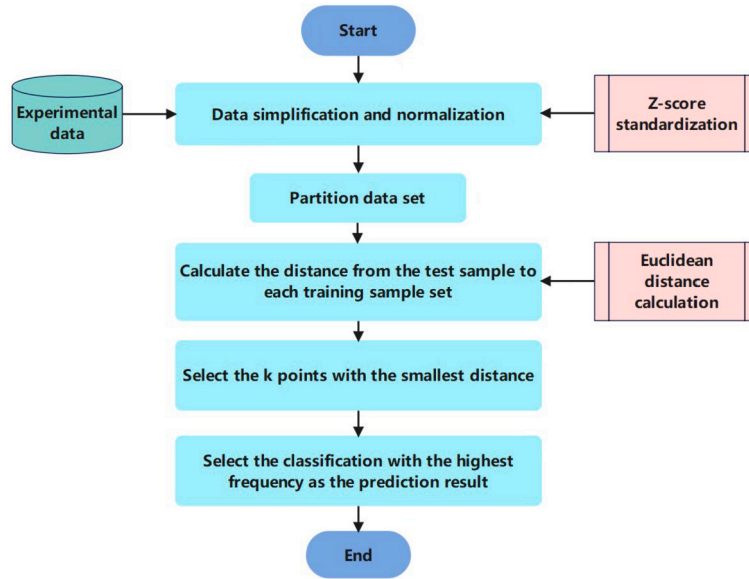 Start
Experimental
data
Data simplification and normalization
Z-score
standardization
Partition data set
Calculate the distance from the test sample to
each training sample set
Euclidean
distance
calculation
Select the k points with the smallest distance
Select the classification with the highest
frequency as the prediction result
End